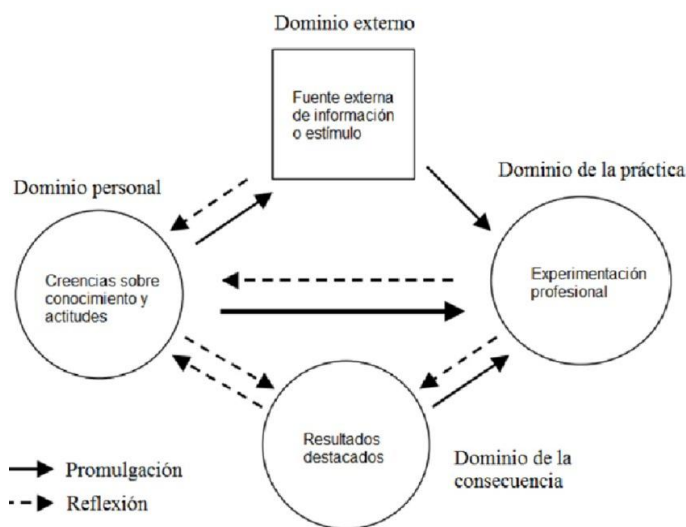 Dominio externo
Fuente externa
de información
o estímulo
Dominio de la práctica
Dominio personal
Creencias sobre
conocimiento y
actitudes
Experimentación
profesional
Resultados
destacados
Dominio de la
consecuencia
Promulgación
Reflexión